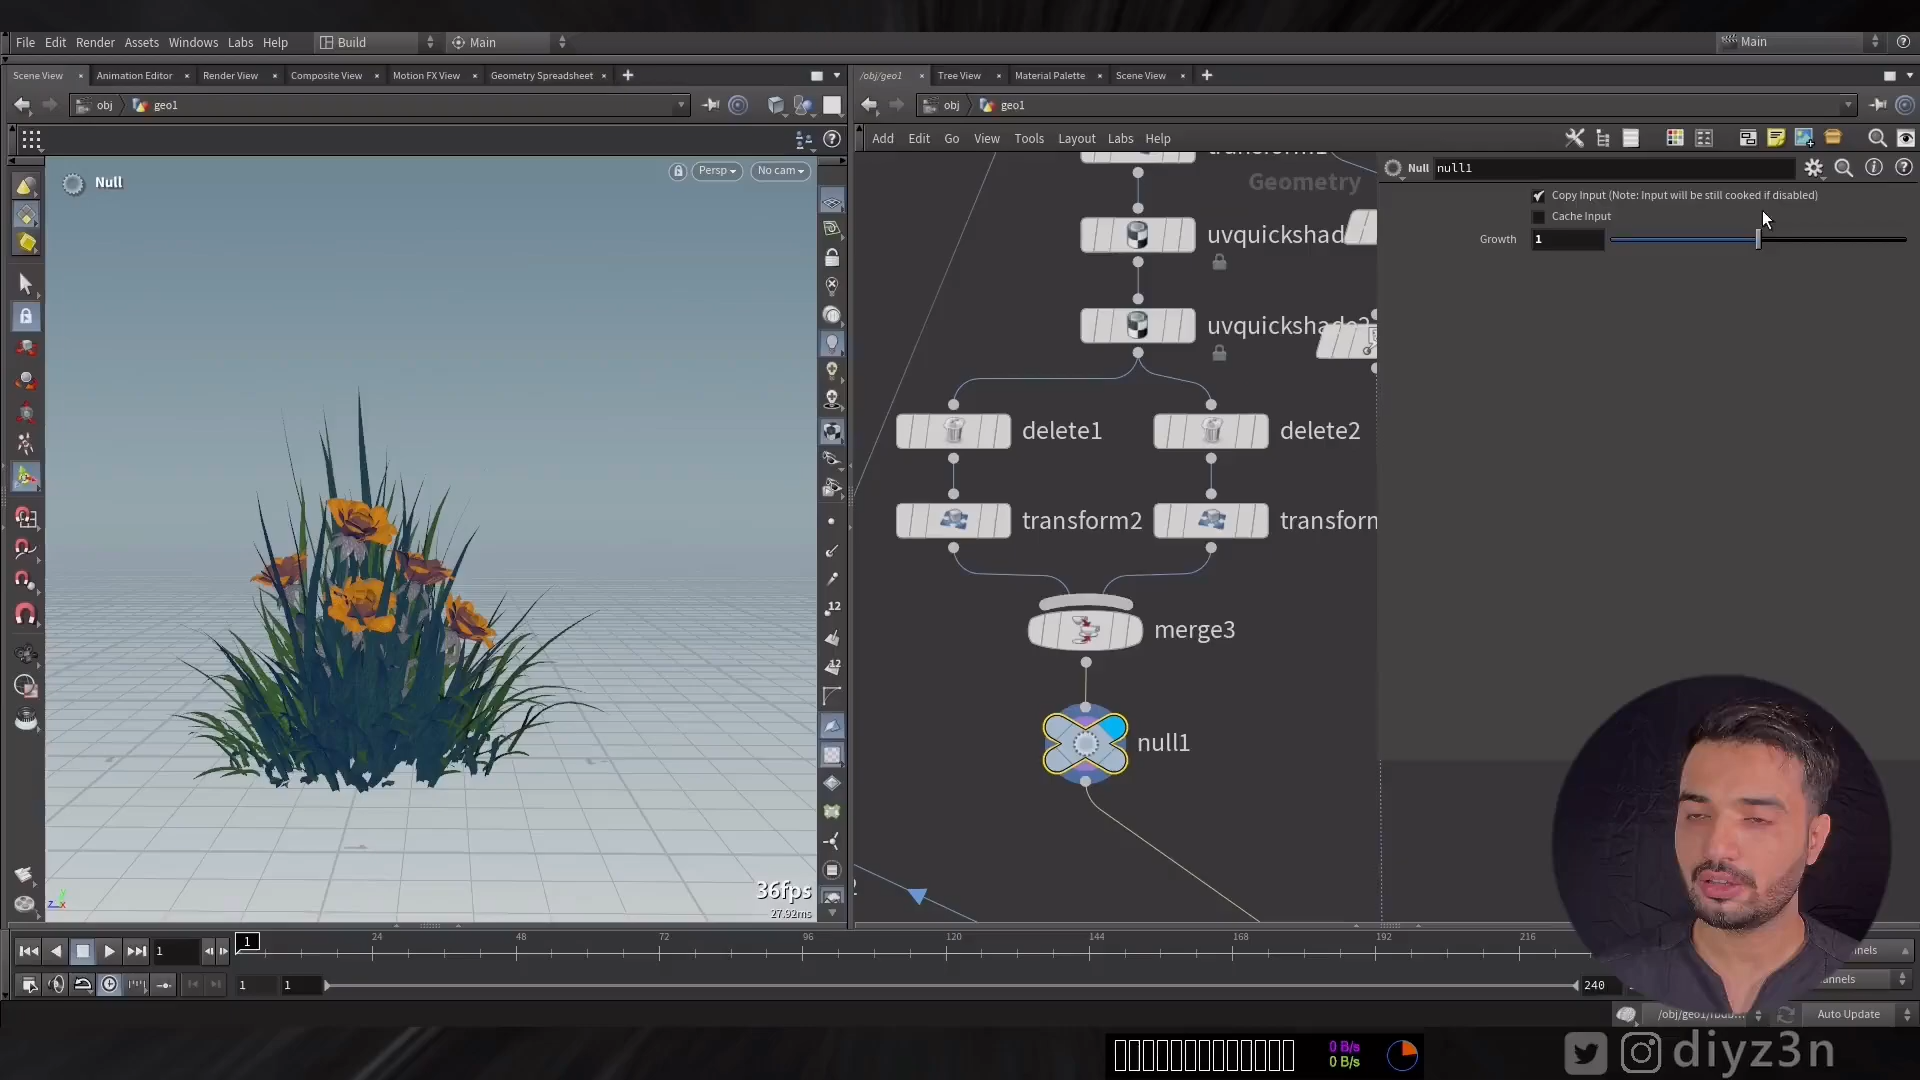 File Edit Render Assets Windows Labs Help Build Main Main
Scene View Animation Editor Render View Composite View Motion FX View Geometry Spreadsheet
/obj/geo1 Tree View Material Palette Scene View
obj geo1
obj geo1
Add Edit Go View Tools Layout Labs Help
Null
Persp No cam
Geometry
Null null1
Copy Input (Note: Input will be still cooked if disabled)
Cache Input
Growth 1
uvquickshad
uvquickshade2
delete1
delete2
transform2
transform
merge3
null1
12
12
36fps
27.92ms
1
1 24 48 72 96 120 144 168 192 216
1 1 240
Auto Update
0 B/s
0 B/s
diyz3n